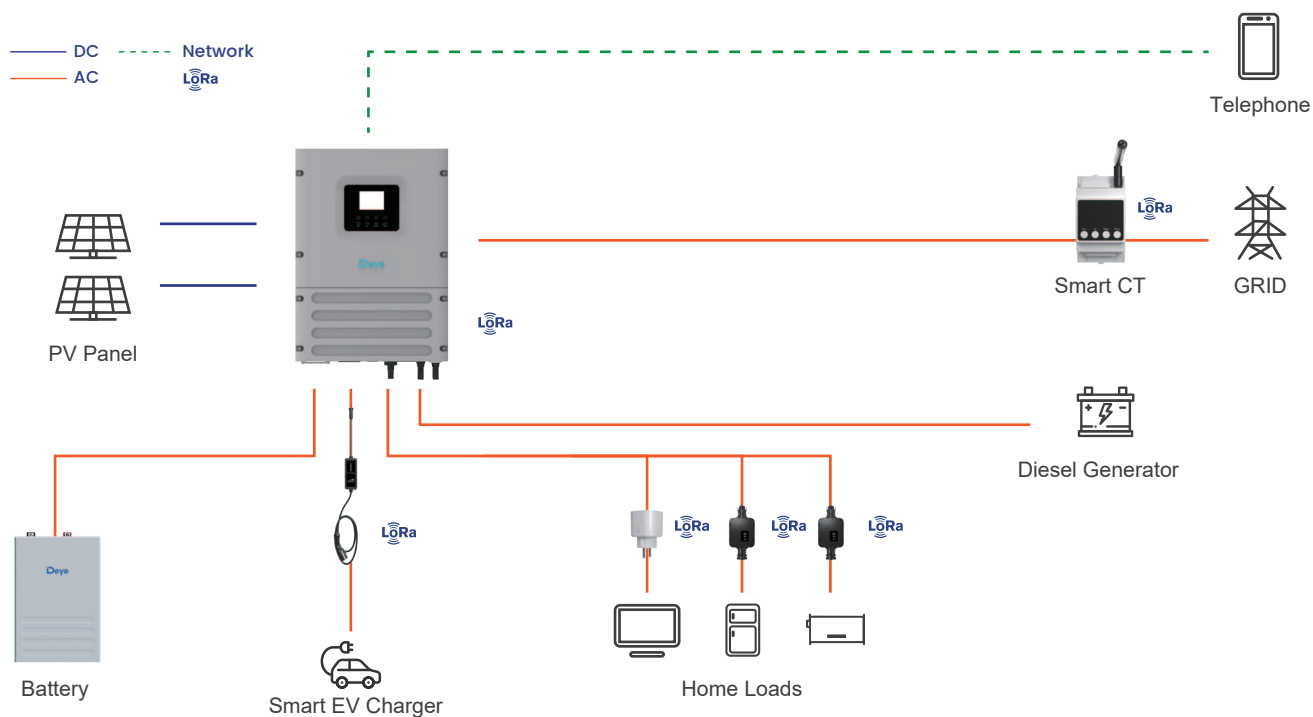 DC
Network
AC
LoRa
Telephone
LoRa
Deye
Smart CT
GRID
LoRa
PV Panel
Diesel Generator
LoRa
LoRa
LoRa
LoRa
Deye
Battery
Smart EV Charger
Home Loads